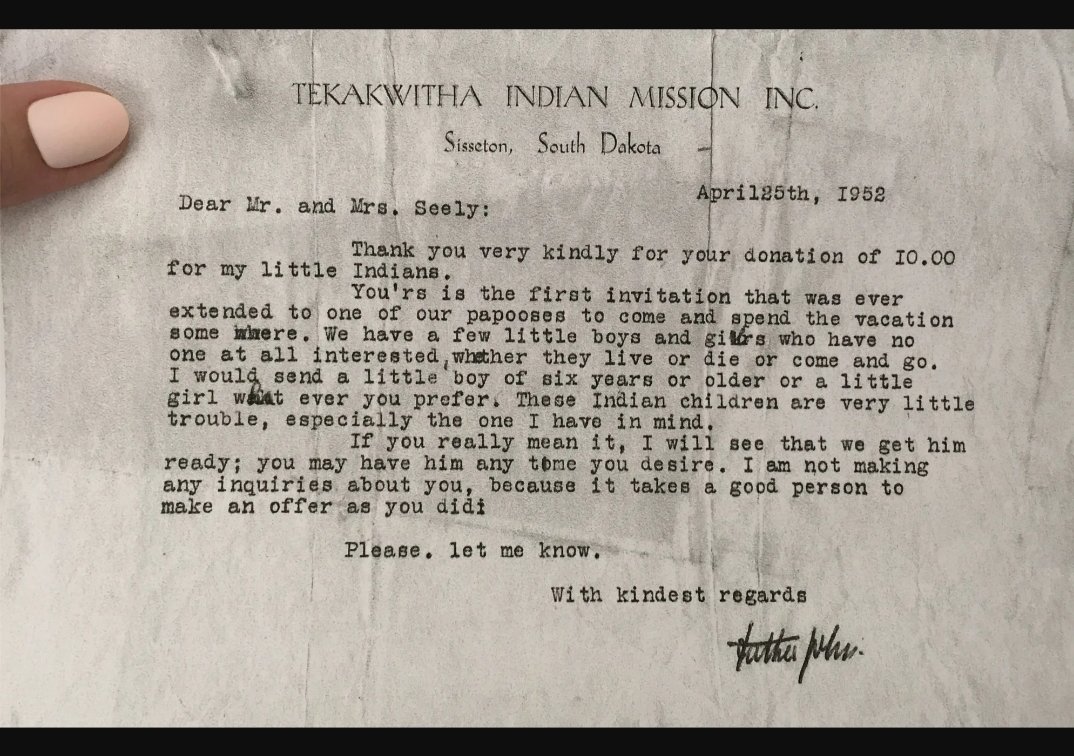 TEKAKWITHA INDIAN MISSION INC.
Sisseton, South Dakota
April25th, I952
Dear Mr. and Mrs. Seely:
Thank you very kindly for your donation of I0.00
for my little Indians.
You'rs is the first invitation that was ever
extended to one of our papooses to come and spend the vacation
some where. We have a few little boys and girls who have no
one at all interested,whether they live or die or come and go.
I would send a little boy of six years or older or a little
girl what ever you prefer. These Indian children are very little
trouble, especially the one I have in mind.
If you really mean it, I will see that we get him
ready; you may have him any tome you desire. I am not making
any inquiries about you, because it takes a good person to
make an offer as you didi
Please. let me know.
With kindest regards
Father John.